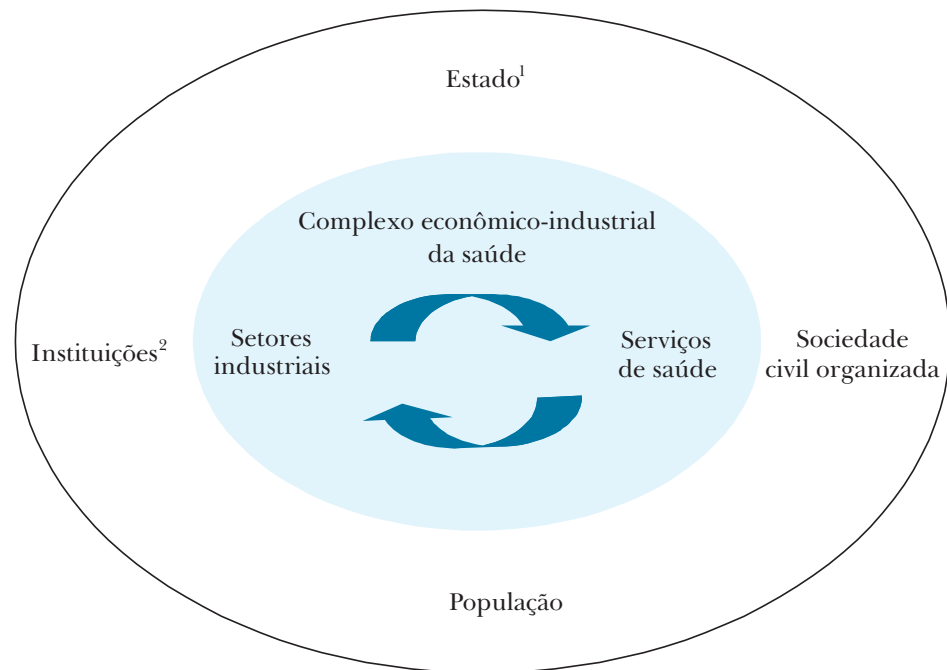 Estado¹
Complexo econômico-industrial
da saúde
Instituições²
Setores
industriais
Serviços
de saúde
Sociedade
civil organizada
População